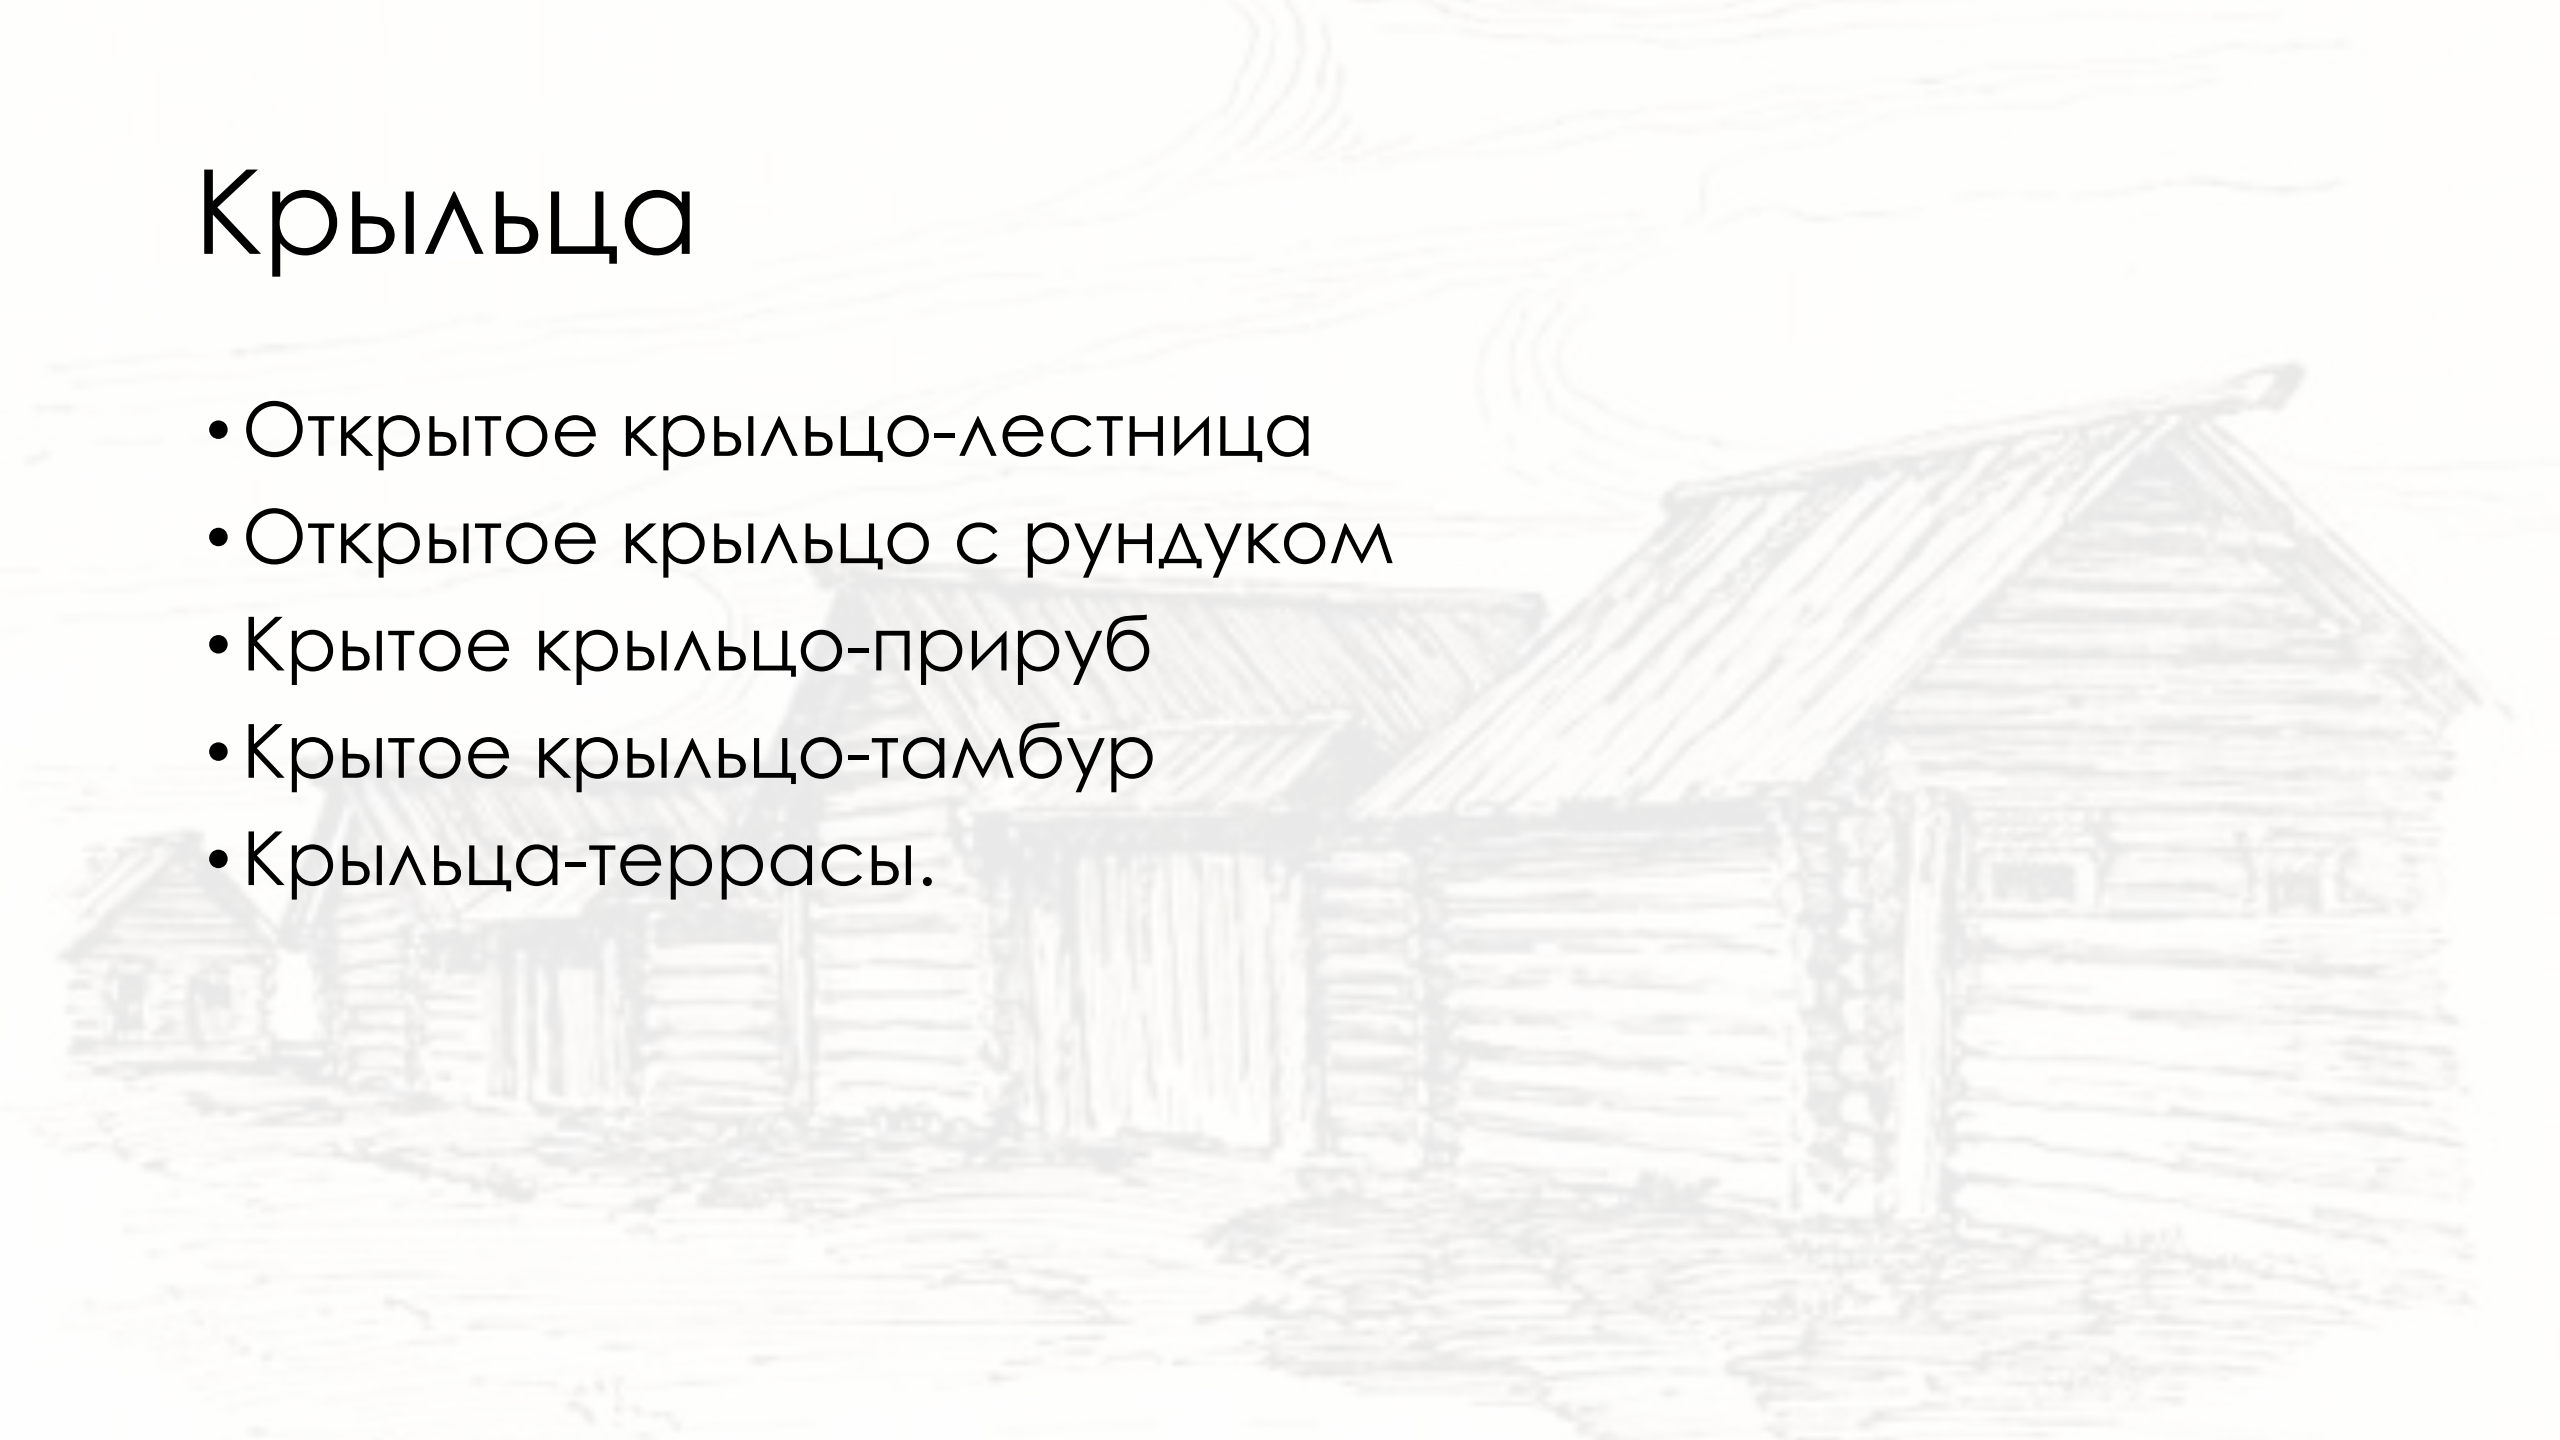 Крыльца
• Открытое крыльцо-лестница
• Открытое крыльцо с рундуком
• Крытое крыльцо-прируб
• Крытое крыльцо-тамбур
• Крыльца-террасы.